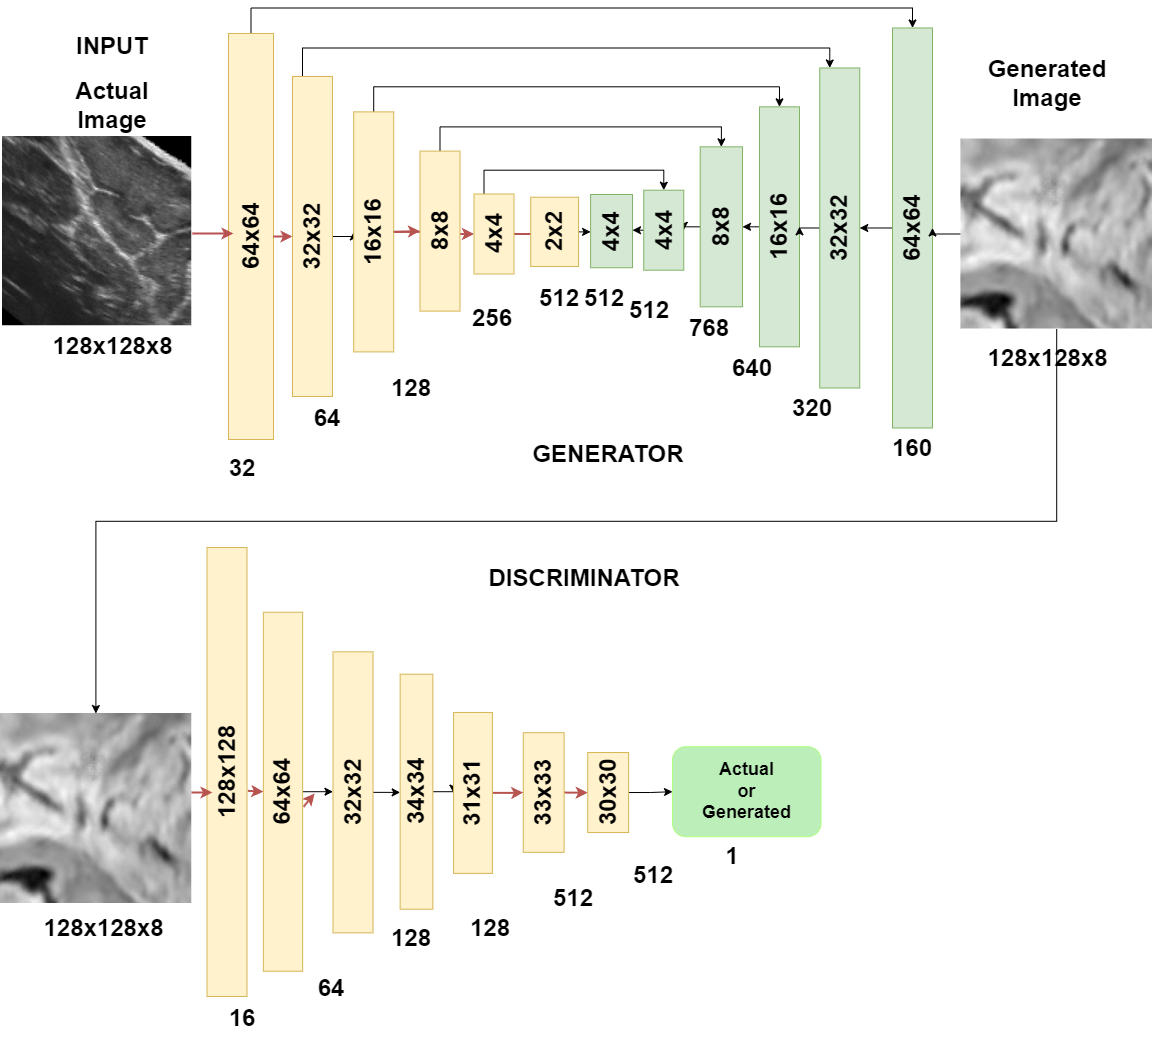 INPUT
Actual
Image
128x128x8
64x64
32x32
16x16
8x8
4x4
2x2
4x4
4x4
8x8
16x16
32x32
64x64
32
64
128
256
512
512
512
768
640
320
160
Generated
Image
128x128x8
GENERATOR
DISCRIMINATOR
128x128x8
128x128
64x64
32x32
34x34
31x31
33x33
30x30
16
64
128
128
512
512
Actual
or
Generated
1